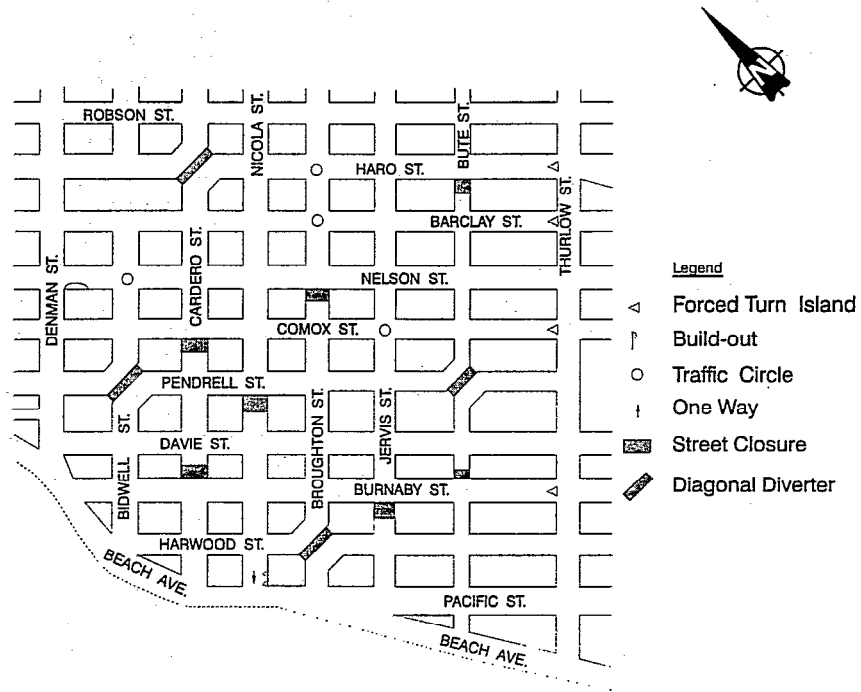 N
ROBSON ST.
NICOLA ST.
BUTE ST.
HARO ST.
THURLOW ST.
BARCLAY ST.
DENMAN ST.
CARDERO ST.
NELSON ST.
COMOX ST.
PENDRELL ST.
BROUGHTON ST.
JERVIS ST.
DAVIE ST.
BIDWELL ST.
BURNABY ST.
HARWOOD ST.
BEACH AVE.
PACIFIC ST.
BEACH AVE.
Legend
Forced Turn Island
Build-out
Traffic Circle
One Way
Street Closure
Diagonal Diverter